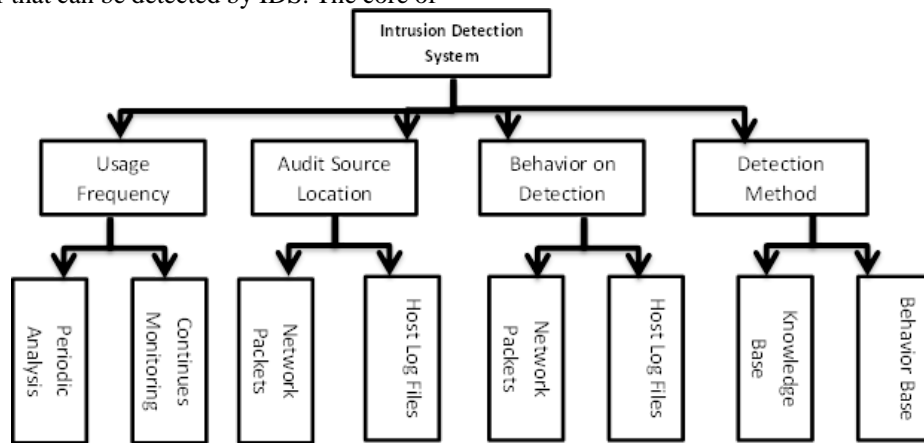 that can be detected by IDS. The core of
Intrusion Detection
System
Usage
Frequency
Audit Source
Location
Behavior on
Detection
Detection
Method
Periodic
Analysis
Continues
Monitoring
Network
Packets
Host Log Files
Network
Packets
Host Log Files
Knowledge
Base
Behavior Base